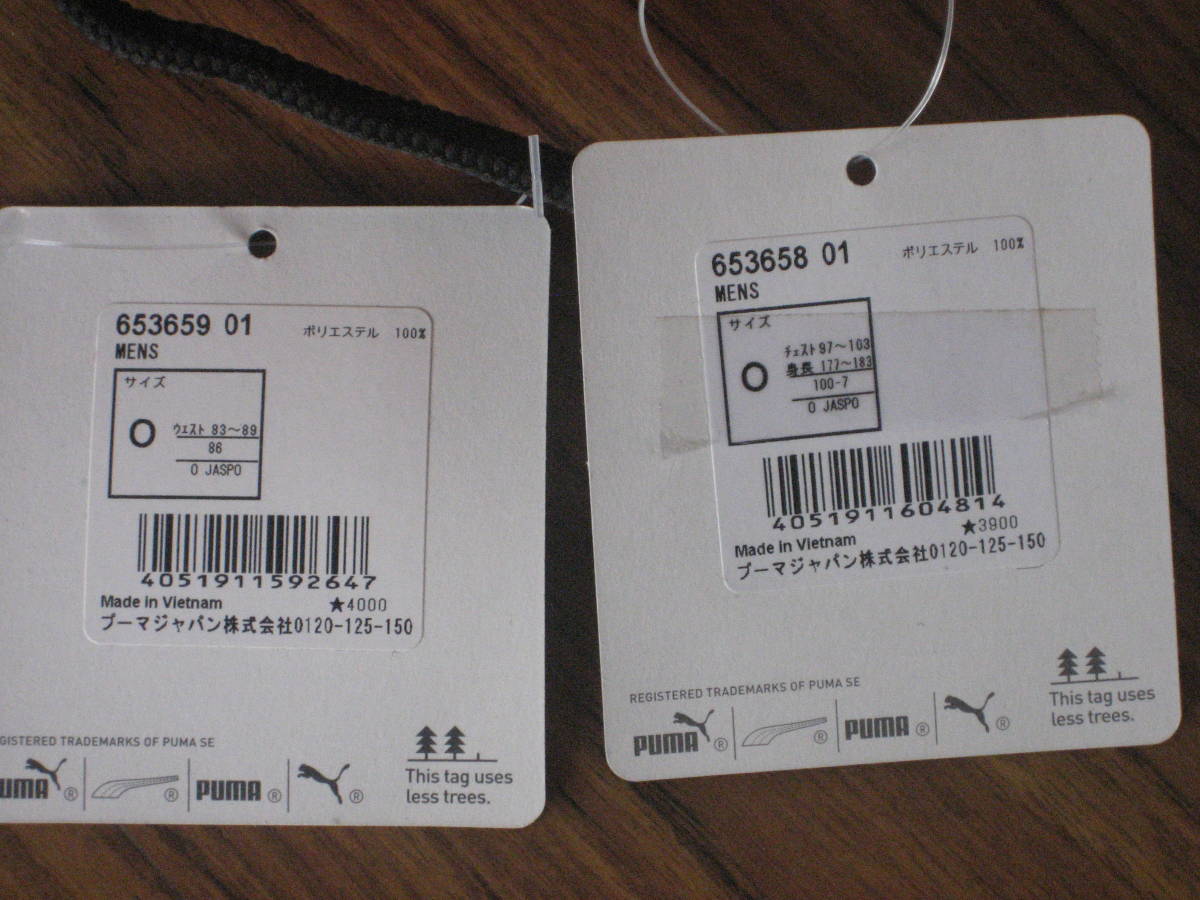 653659 01
ポリエステル 100%
MENS
サイズ
O
ウエスト 83〜89
86
O JASPO
4051911592647
Made in Vietnam ★4000
プーマジャパン株式会社0120-125-150
GISTERED TRADEMARKS OF PUMA SE
UMA ® ® PUMA ® ®
This tag uses
less trees.
653658 01
ポリエステル 100%
MENS
サイズ
O
チェスト 97〜103
身長 177〜183
100-7
O JASPO
4051911604814
★3900
Made in Vietnam
プーマジャパン株式会社0120-125-150
REGISTERED TRADEMARKS OF PUMA SE
PUMA ® ® PUMA ® ®
This tag uses
less trees.